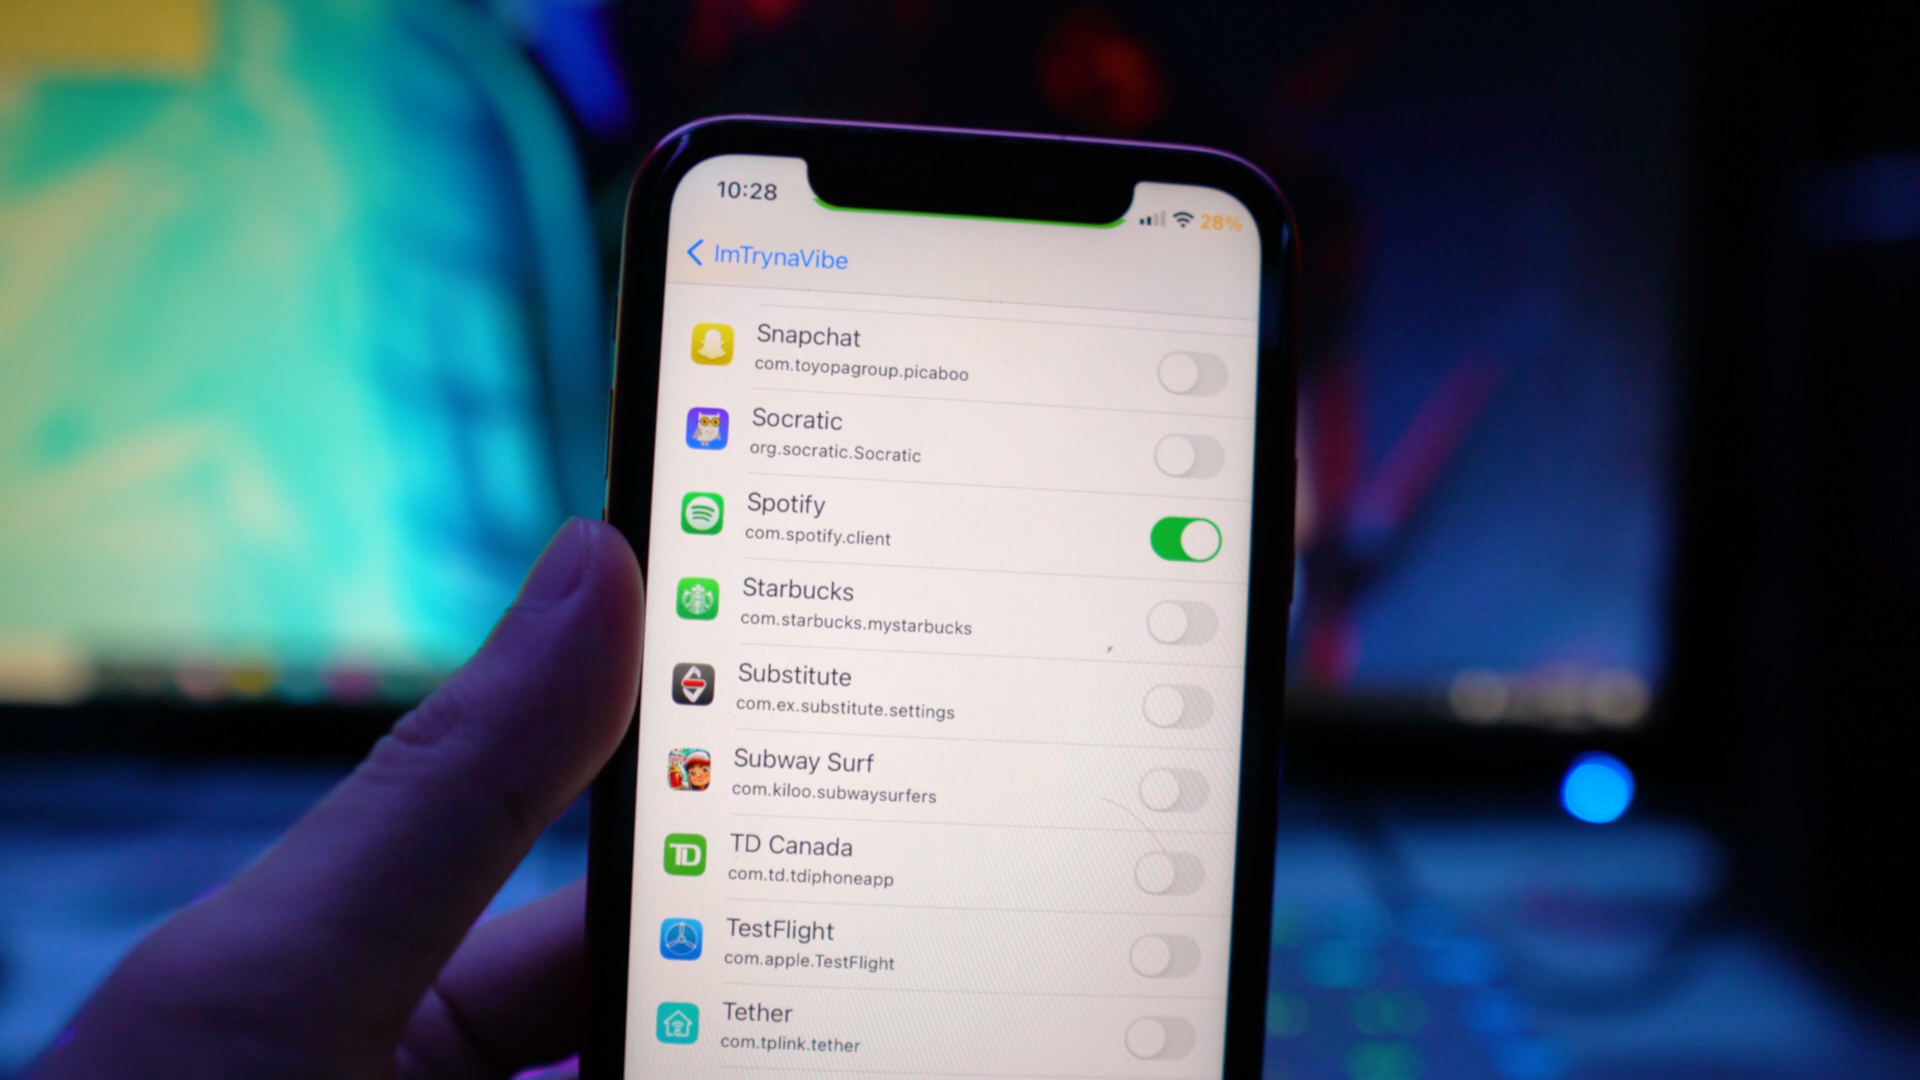 10:28
28%
ImTrynaVibe
Snapchat
com.toyopagroup.picaboo
Socratic
org.socratic.Socratic
Spotify
com.spotify.client
Starbucks
com.starbucks.mystarbucks
Substitute
com.ex.substitute.settings
Subway Surf
com.kiloo.subwaysurfers
TD
TD Canada
com.td.tdiphoneapp
TestFlight
com.apple.TestFlight
Tether
com.tplink.tether